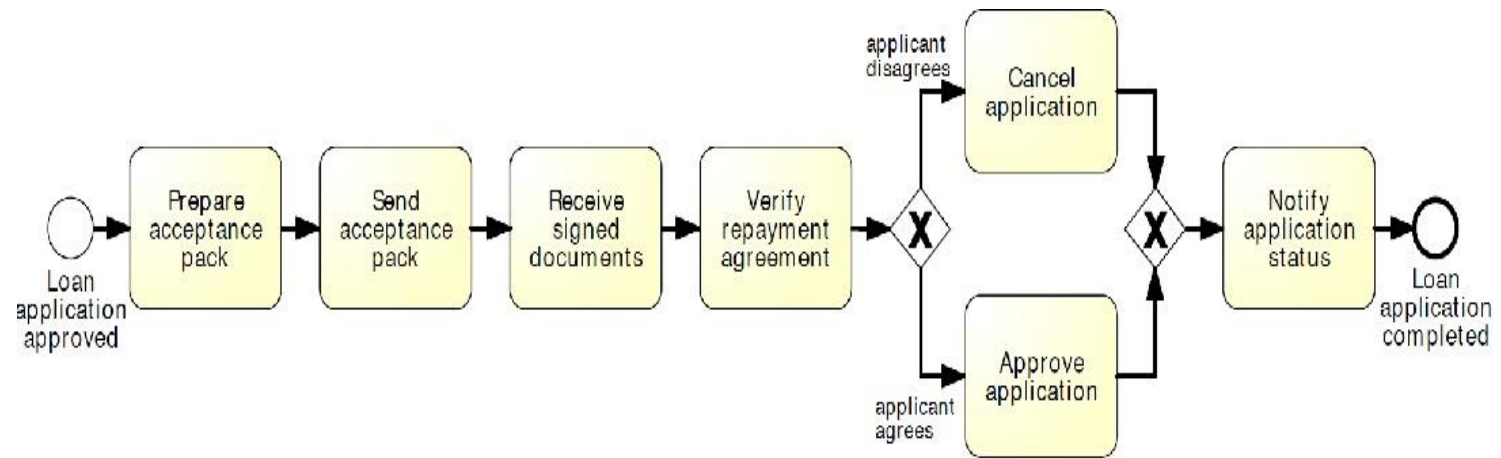 Loan
application
approved
Prepare
acceptance
pack
Send
acceptance
pack
Receive
signed
documents
Verify
repayment
agreement
applicant
disagrees
Cancel
application
applicant
agrees
Approve
application
X
X
Notify
application
status
Loan
application
completed